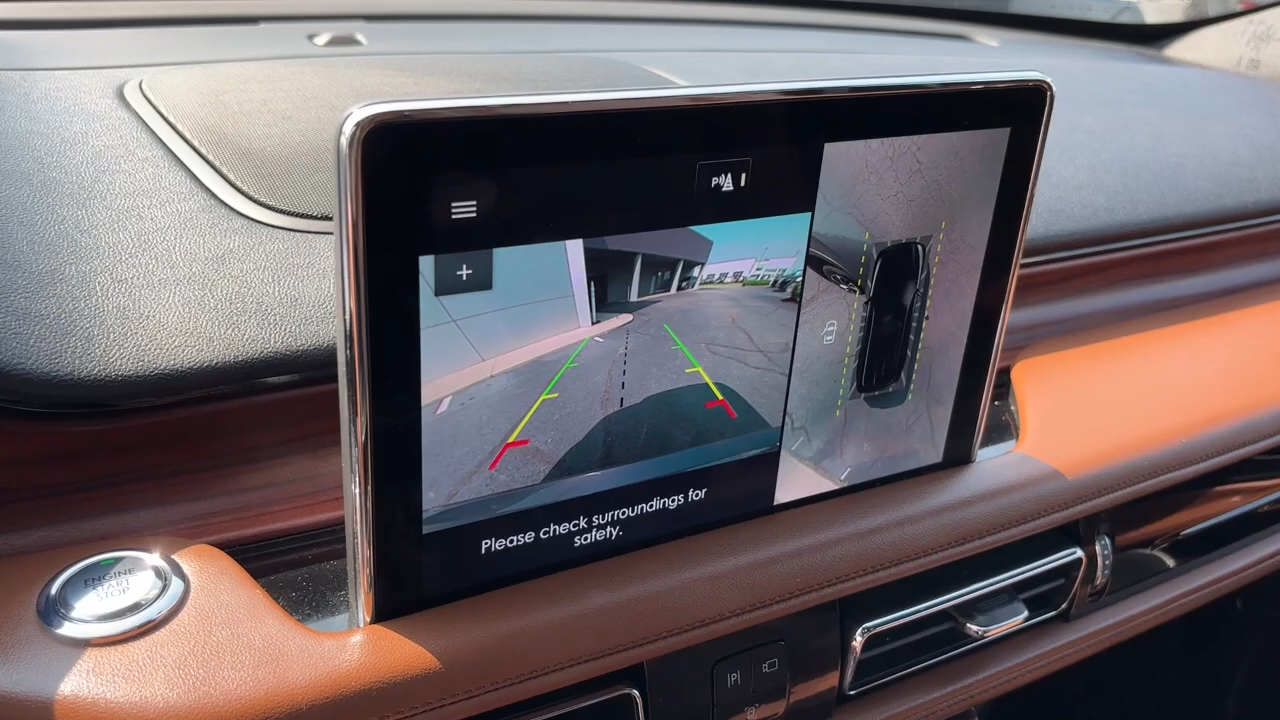 P
+
Please check surroundings for
safety.
ENGINE
START
STOP
P